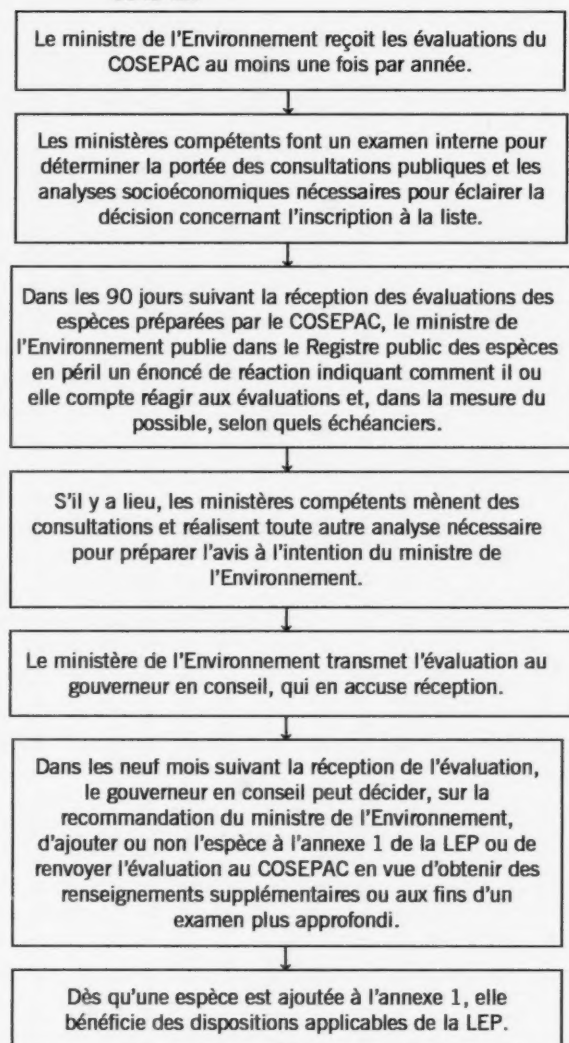 Le ministre de l'Environnement reçoit les évaluations du
COSEPAC au moins une fois par année.
Les ministères compétents font un examen interne pour
déterminer la portée des consultations publiques et les
analyses socioéconomiques nécessaires pour éclairer la
décision concernant l'inscription à la liste.
Dans les 90 jours suivant la réception des évaluations des
espèces préparées par le COSEPAC, le ministre de
l'Environnement publie dans le Registre public des espèces
en péril un énoncé de réaction indiquant comment il ou
elle compte réagir aux évaluations et, dans la mesure du
possible, selon quels échéanciers.
S'il y a lieu, les ministères compétents mènent des
consultations et réalisent toute autre analyse nécessaire
pour préparer l'avis à l'intention du ministre de
l'Environnement.
Le ministère de l'Environnement transmet l'évaluation au
gouverneur en conseil, qui en accuse réception.
Dans les neuf mois suivant la réception de l'évaluation,
le gouverneur en conseil peut décider, sur la
recommandation du ministre de l'Environnement,
d'ajouter ou non l'espèce à l'annexe 1 de la LEP ou de
renvoyer l'évaluation au COSEPAC en vue d'obtenir des
renseignements supplémentaires ou aux fins d'un
examen plus approfondi.
Dès qu'une espèce est ajoutée à l'annexe 1, elle
bénéficie des dispositions applicables de la LEP.